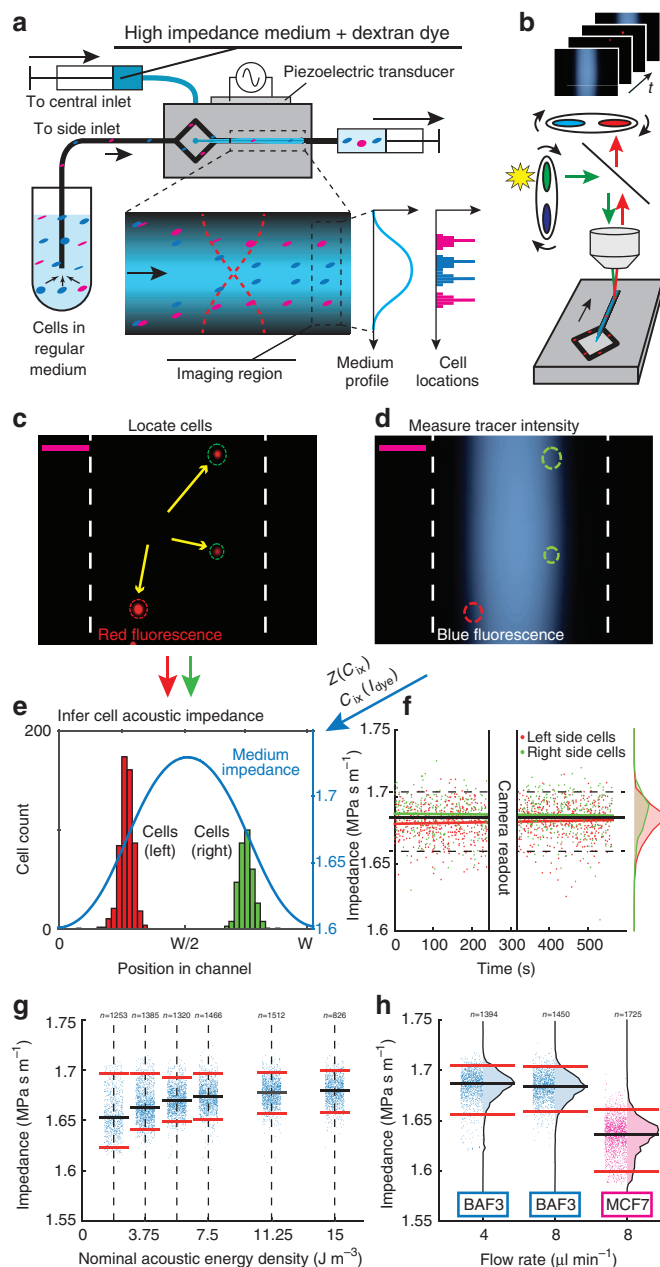 a
High impedance medium + dextran dye
Piezoelectric transducer
To central inlet
To side inlet
Cells in
regular
medium
Imaging region
Medium
profile
Cell
locations
b
t
c
Locate cells
Red fluorescence
d
Measure tracer intensity
Blue fluorescence
Z(C_ix)
C_ix(I_dye)
e
Infer cell acoustic impedance
200
Cell count
0
Medium
impedance
Cells
(left)
Cells
(right)
1.7
1.65
1.6
0
W/2
W
Position in channel
f
1.75
1.7
1.65
1.6
Impedance (MPa s m⁻¹)
Left side cells
Right side cells
Camera readout
0
100
200
300
400
500
Time (s)
g
n=1253
n=1385
n=1320
n=1466
n=1512
n=826
1.75
1.7
1.65
1.6
1.55
Impedance (MPa s m⁻¹)
0
3.75
7.5
11.25
15
Nominal acoustic energy density (J m⁻³)
h
n=1394
n=1450
n=1725
1.75
1.7
1.65
1.6
1.55
Impedance (MPa s m⁻¹)
BAF3
BAF3
MCF7
4
8
8
Flow rate (µl min⁻¹)